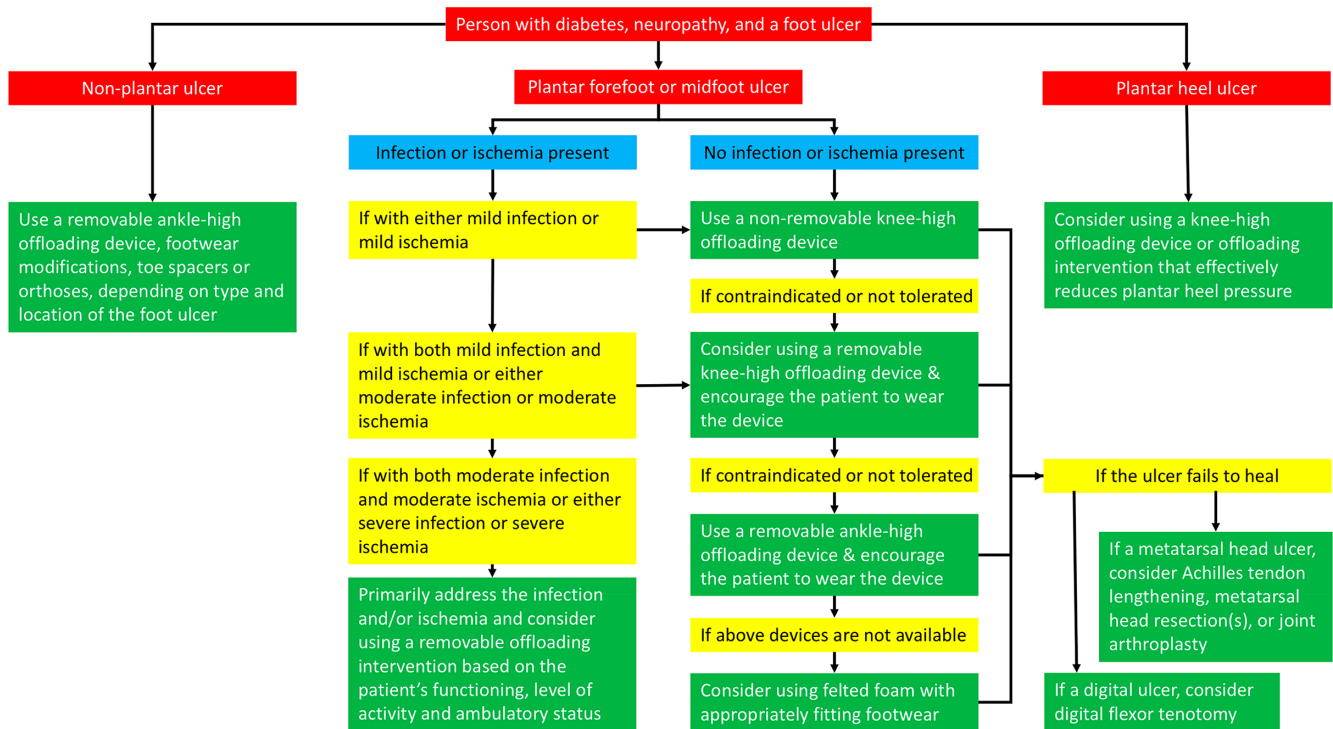 Person with diabetes, neuropathy, and a foot ulcer
Non-plantar ulcer
Plantar forefoot or midfoot ulcer
Plantar heel ulcer
Infection or ischemia present
No infection or ischemia present
Use a removable ankle-high
offloading device, footwear
modifications, toe spacers or
orthoses, depending on type and
location of the foot ulcer
If with either mild infection or
mild ischemia
Use a non-removable knee-high
offloading device
Consider using a knee-high
offloading device or offloading
intervention that effectively
reduces plantar heel pressure
If contraindicated or not tolerated
If with both mild infection and
mild ischemia or either
moderate infection or moderate
ischemia
Consider using a removable
knee-high offloading device &
encourage the patient to wear
the device
If with both moderate infection
and moderate ischemia or either
severe infection or severe
ischemia
If contraindicated or not tolerated
If the ulcer fails to heal
Use a removable ankle-high
offloading device & encourage
the patient to wear the device
If a metatarsal head ulcer,
consider Achilles tendon
lengthening, metatarsal
head resection(s), or joint
arthroplasty
Primarily address the infection
and/or ischemia and consider
using a removable offloading
intervention based on the
patient's functioning, level of
activity and ambulatory status
If above devices are not available
Consider using felted foam with
appropriately fitting footwear
If a digital ulcer, consider
digital flexor tenotomy